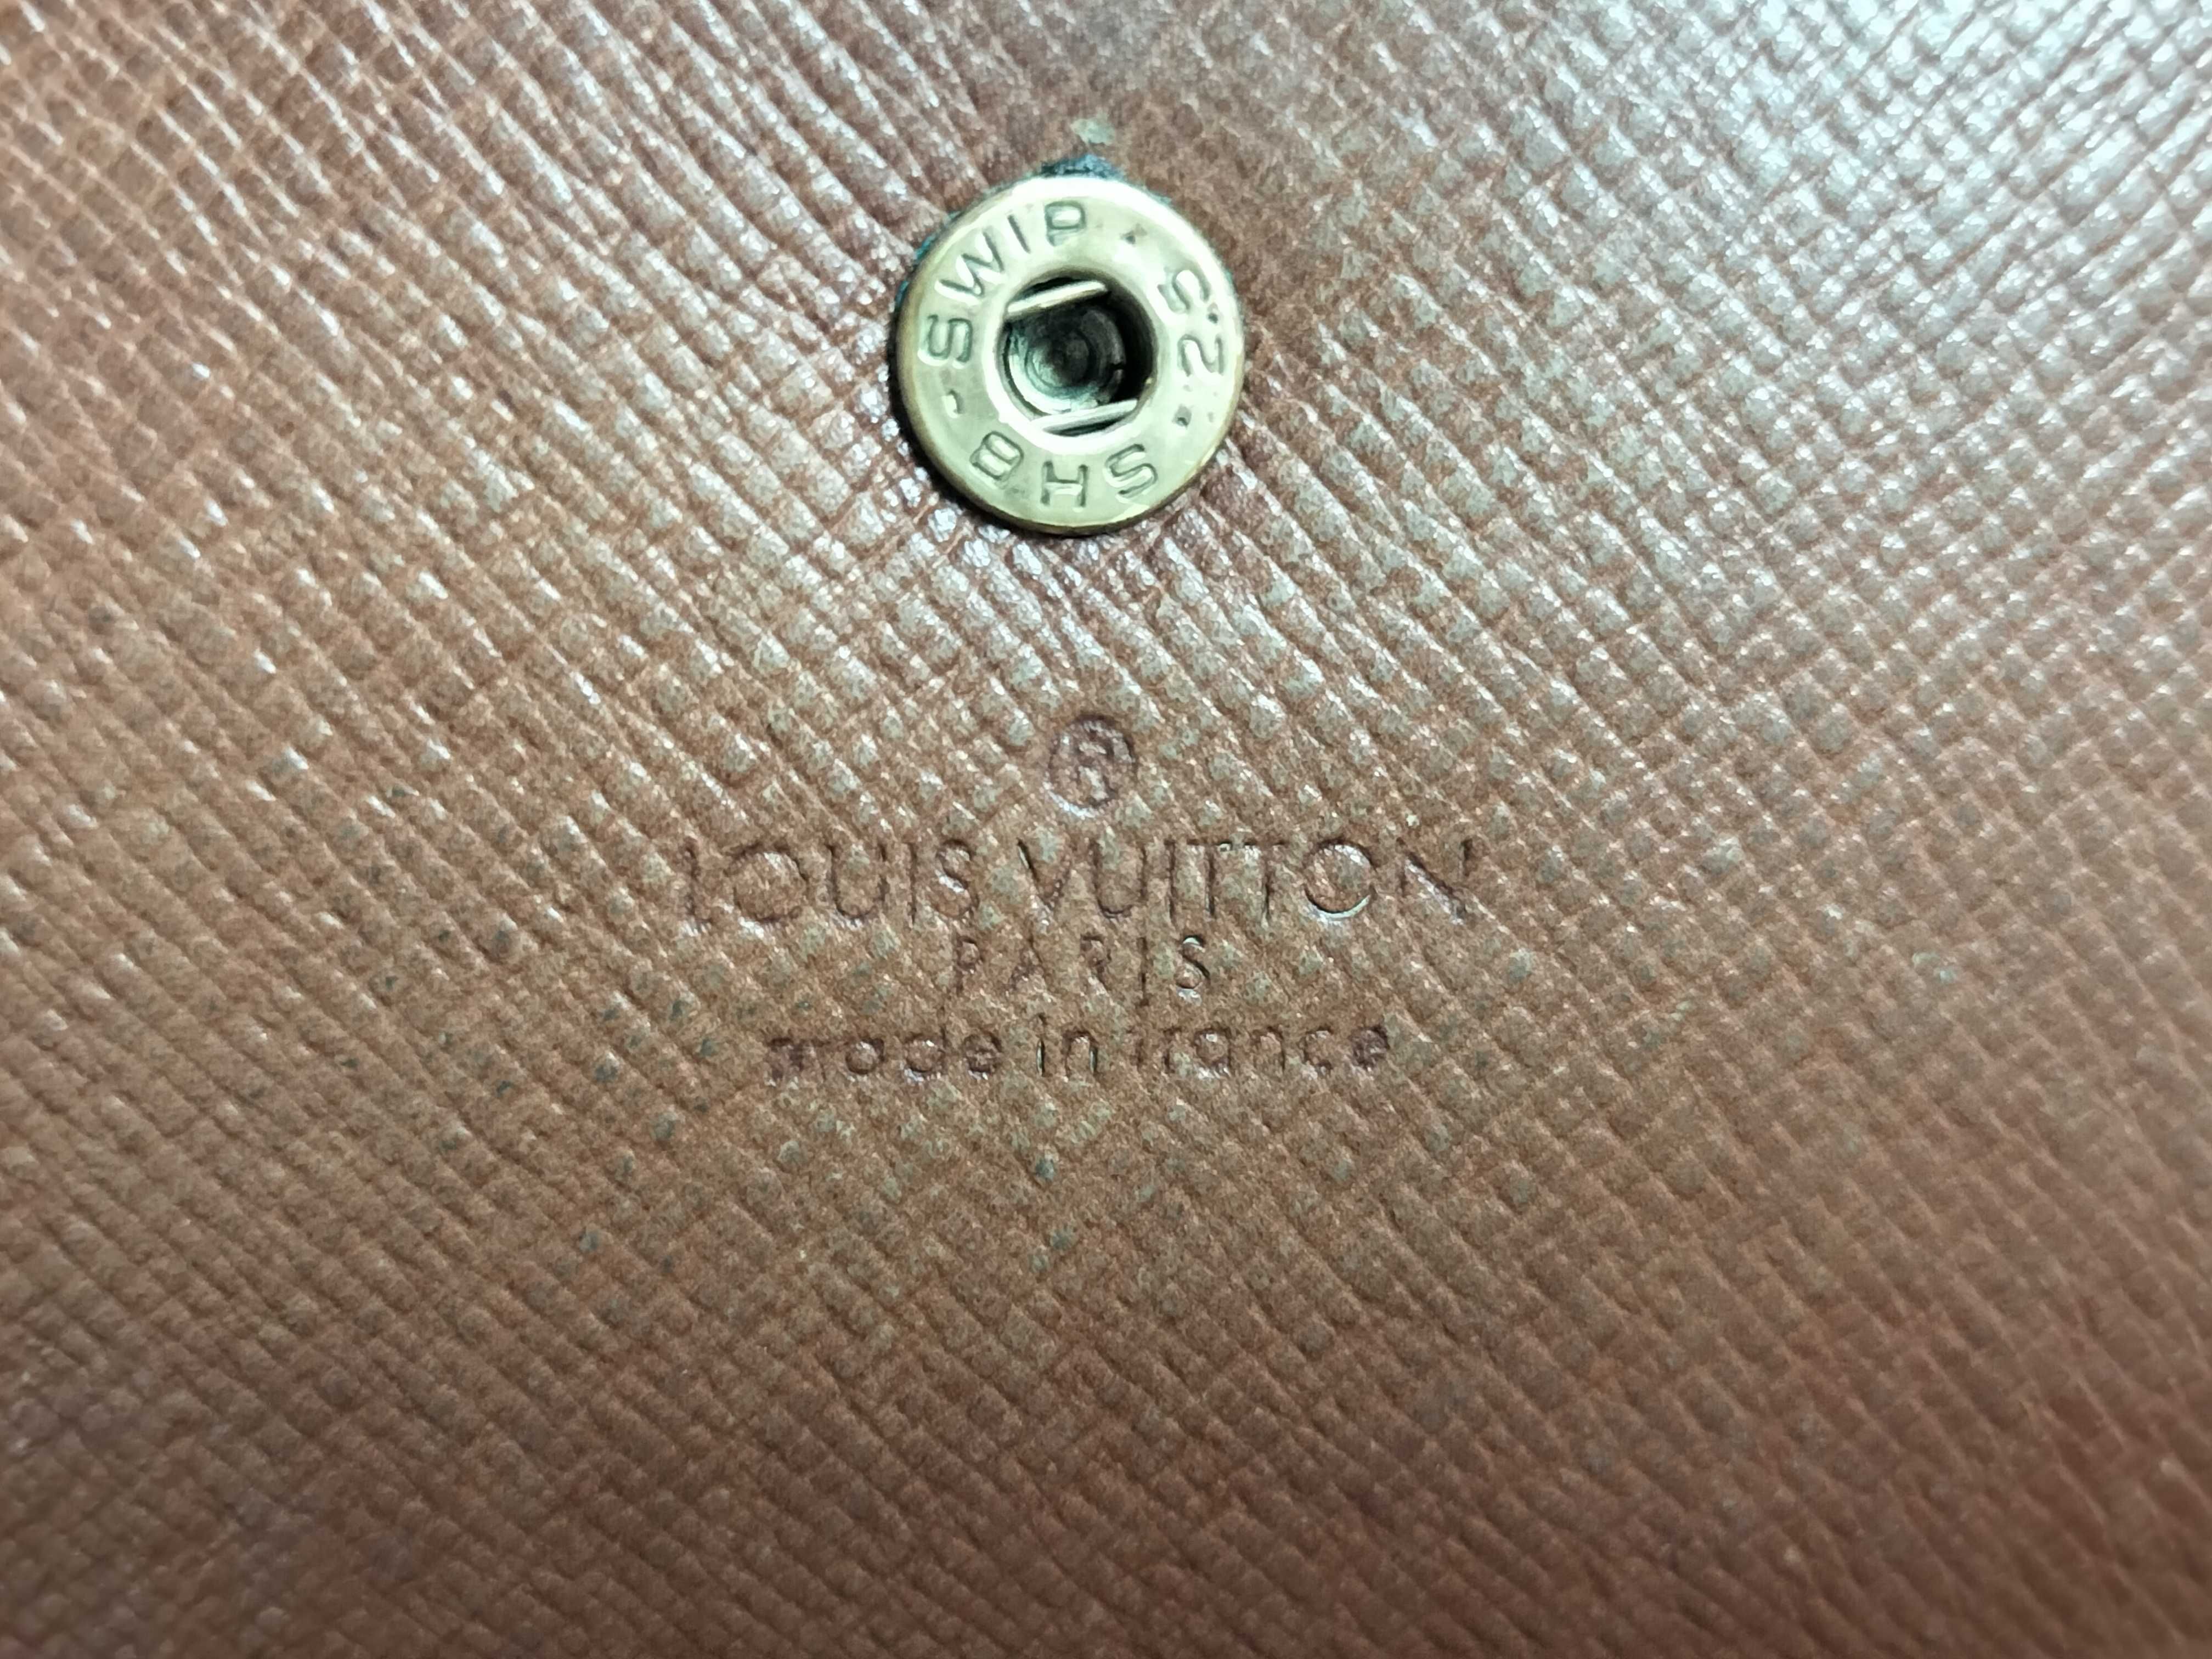 SWIP · 2.5 · SHB ·
®
LOUIS VUITTON
PARIS
made in france